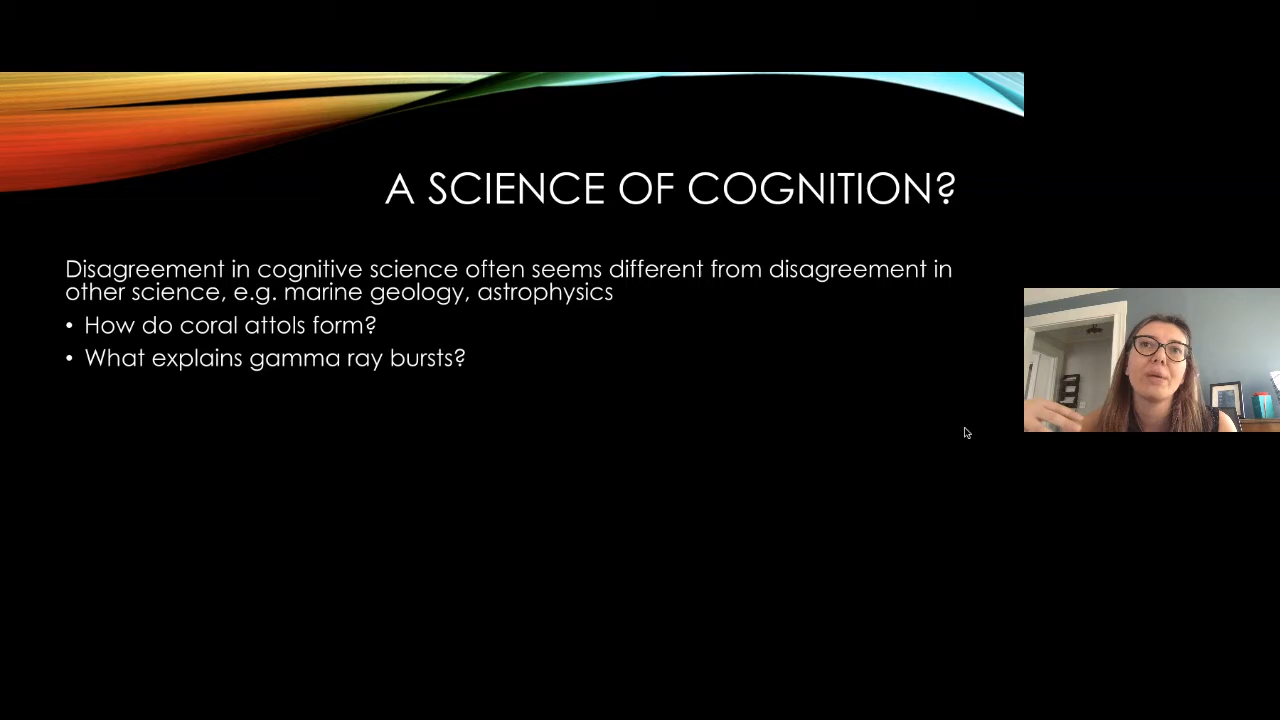 A SCIENCE OF COGNITION?
Disagreement in cognitive science often seems different from disagreement in
other science, e.g. marine geology, astrophysics
• How do coral attols form?
• What explains gamma ray bursts?